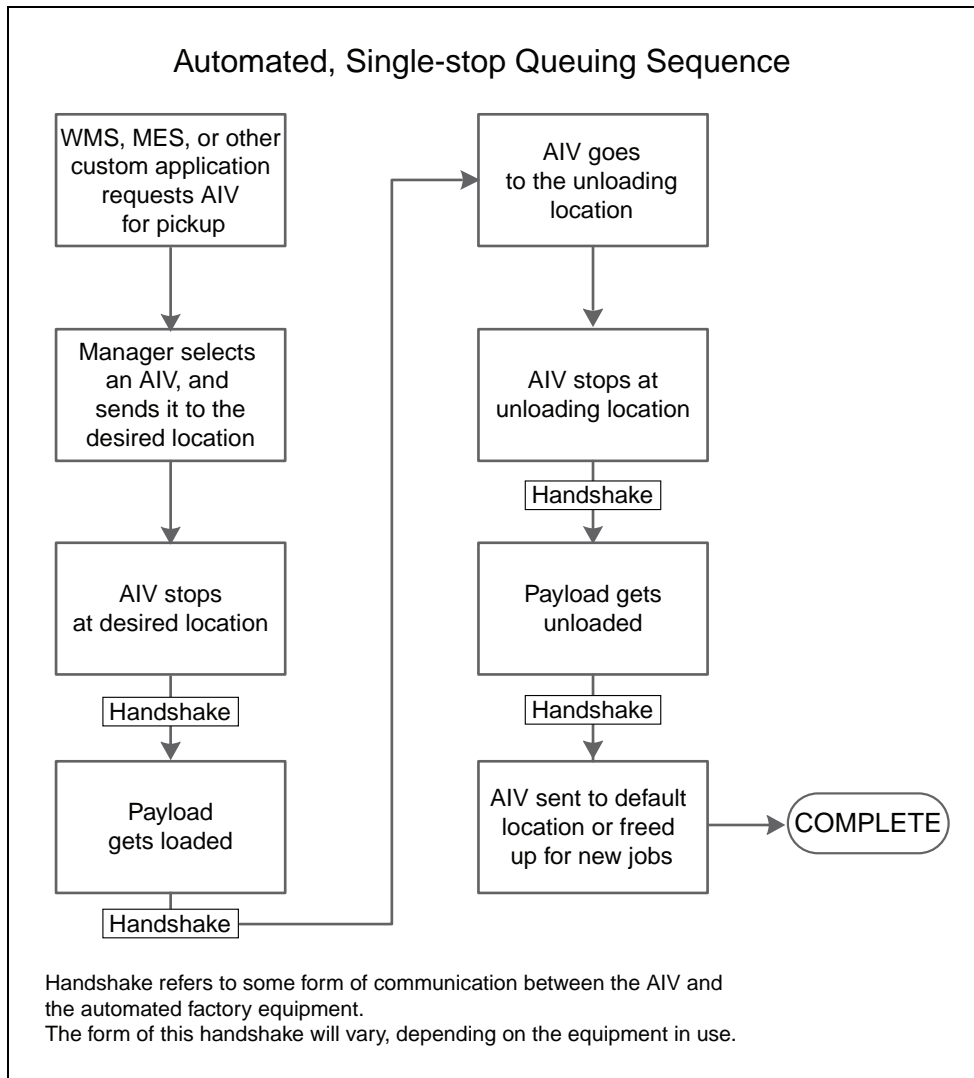 Automated, Single-stop Queuing Sequence
WMS, MES, or other
custom application
requests AIV
for pickup
Manager selects
an AIV, and
sends it to the
desired location
AIV stops
at desired location
Handshake
Payload
gets loaded
Handshake
AIV goes
to the unloading
location
AIV stops at
unloading location
Handshake
Payload gets
unloaded
Handshake
AIV sent to default
location or freed
up for new jobs
COMPLETE
Handshake refers to some form of communication between the AIV and
the automated factory equipment.
The form of this handshake will vary, depending on the equipment in use.